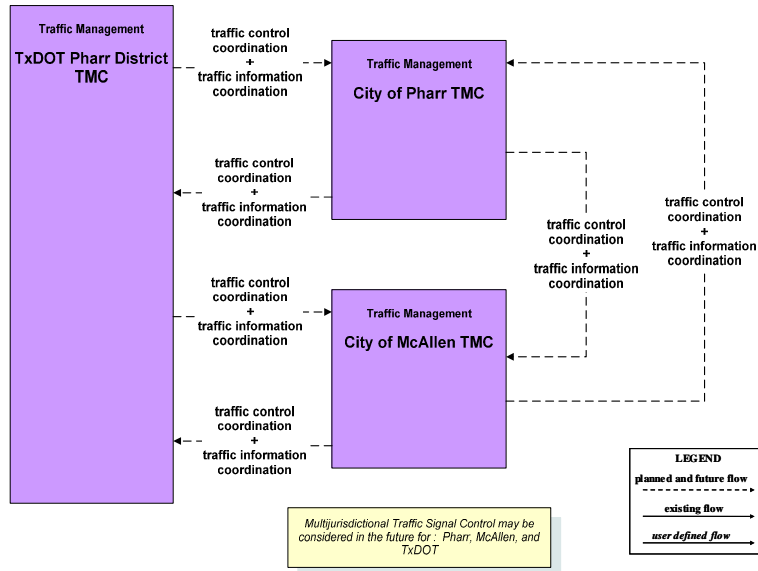 Traffic Management
TxDOT Pharr District
TMC
traffic control
coordination
+
traffic information
coordination
Traffic Management
City of Pharr TMC
traffic control
coordination
+
traffic information
coordination
traffic control
coordination
+
traffic information
coordination
traffic control
coordination
+
traffic information
coordination
traffic control
coordination
+
traffic information
coordination
Traffic Management
City of McAllen TMC
traffic control
coordination
+
traffic information
coordination
LEGEND
planned and future flow
existing flow
user defined flow
Multijurisdictional Traffic Signal Control may be
considered in the future for : Pharr, McAllen, and
TxDOT